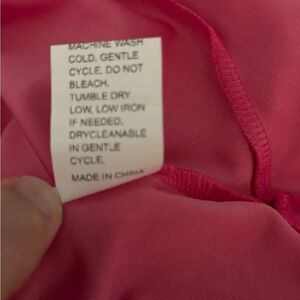 MACHINE WASH
COLD. GENTLE
CYCLE. DO NOT
BLEACH.
TUMBLE DRY
LOW, LOW IRON
IF NEEDED.
DRYCLEANABLE
IN GENTLE
CYCLE.
MADE IN CHINA